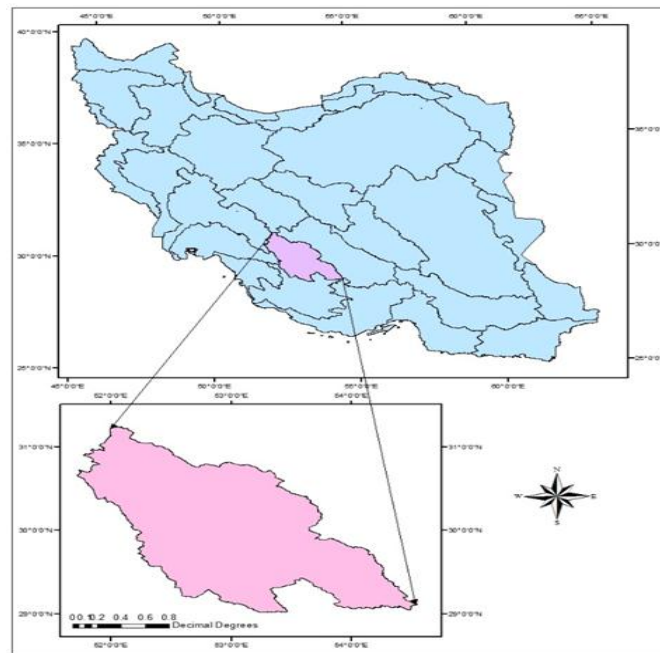 45°0'0"E 50°0'0"E 55°0'0"E 60°0'0"E 65°0'0"E
40°0'0"N
35°0'0"N 35°0'0"N
30°0'0"N 30°0'0"N
25°0'0"N 25°0'0"N
45°0'0"E 50°0'0"E 55°0'0"E 60°0'0"E
52°0'0"E 53°0'0"E 54°0'0"E
31°0'0"N 31°0'0"N
N
W E
S
30°0'0"N 30°0'0"N
29°0'0"N 29°0'0"N
0 0.1 0.2 0.4 0.6 0.8
Decimal Degrees
52°0'0"E 53°0'0"E 54°0'0"E